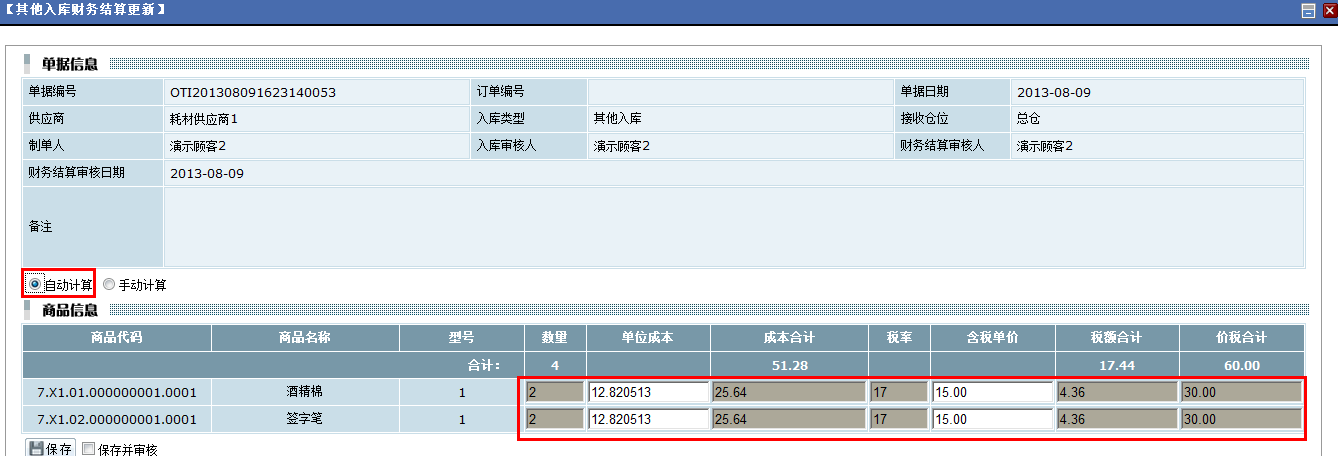 【其他入库财务结算更新】
单据信息
单据编号 OTI201308091623140053 订单编号 单据日期 2013-08-09
供应商 耗材供应商1 入库类型 其他入库 接收仓位 总仓
制单人 演示顾客2 入库审核人 演示顾客2 财务结算审核人 演示顾客2
财务结算审核日期 2013-08-09
备注
自动计算 手动计算
商品信息
商品代码 商品名称 型号 数量 单位成本 成本合计 税率 含税单价 税额合计 价税合计
合计： 4 51.28 17.44 60.00
7.X1.01.000000001.0001 酒精棉 1 2 12.820513 25.64 17 15.00 4.36 30.00
7.X1.02.000000001.0001 签字笔 1 2 12.820513 25.64 17 15.00 4.36 30.00
保存 保存并审核